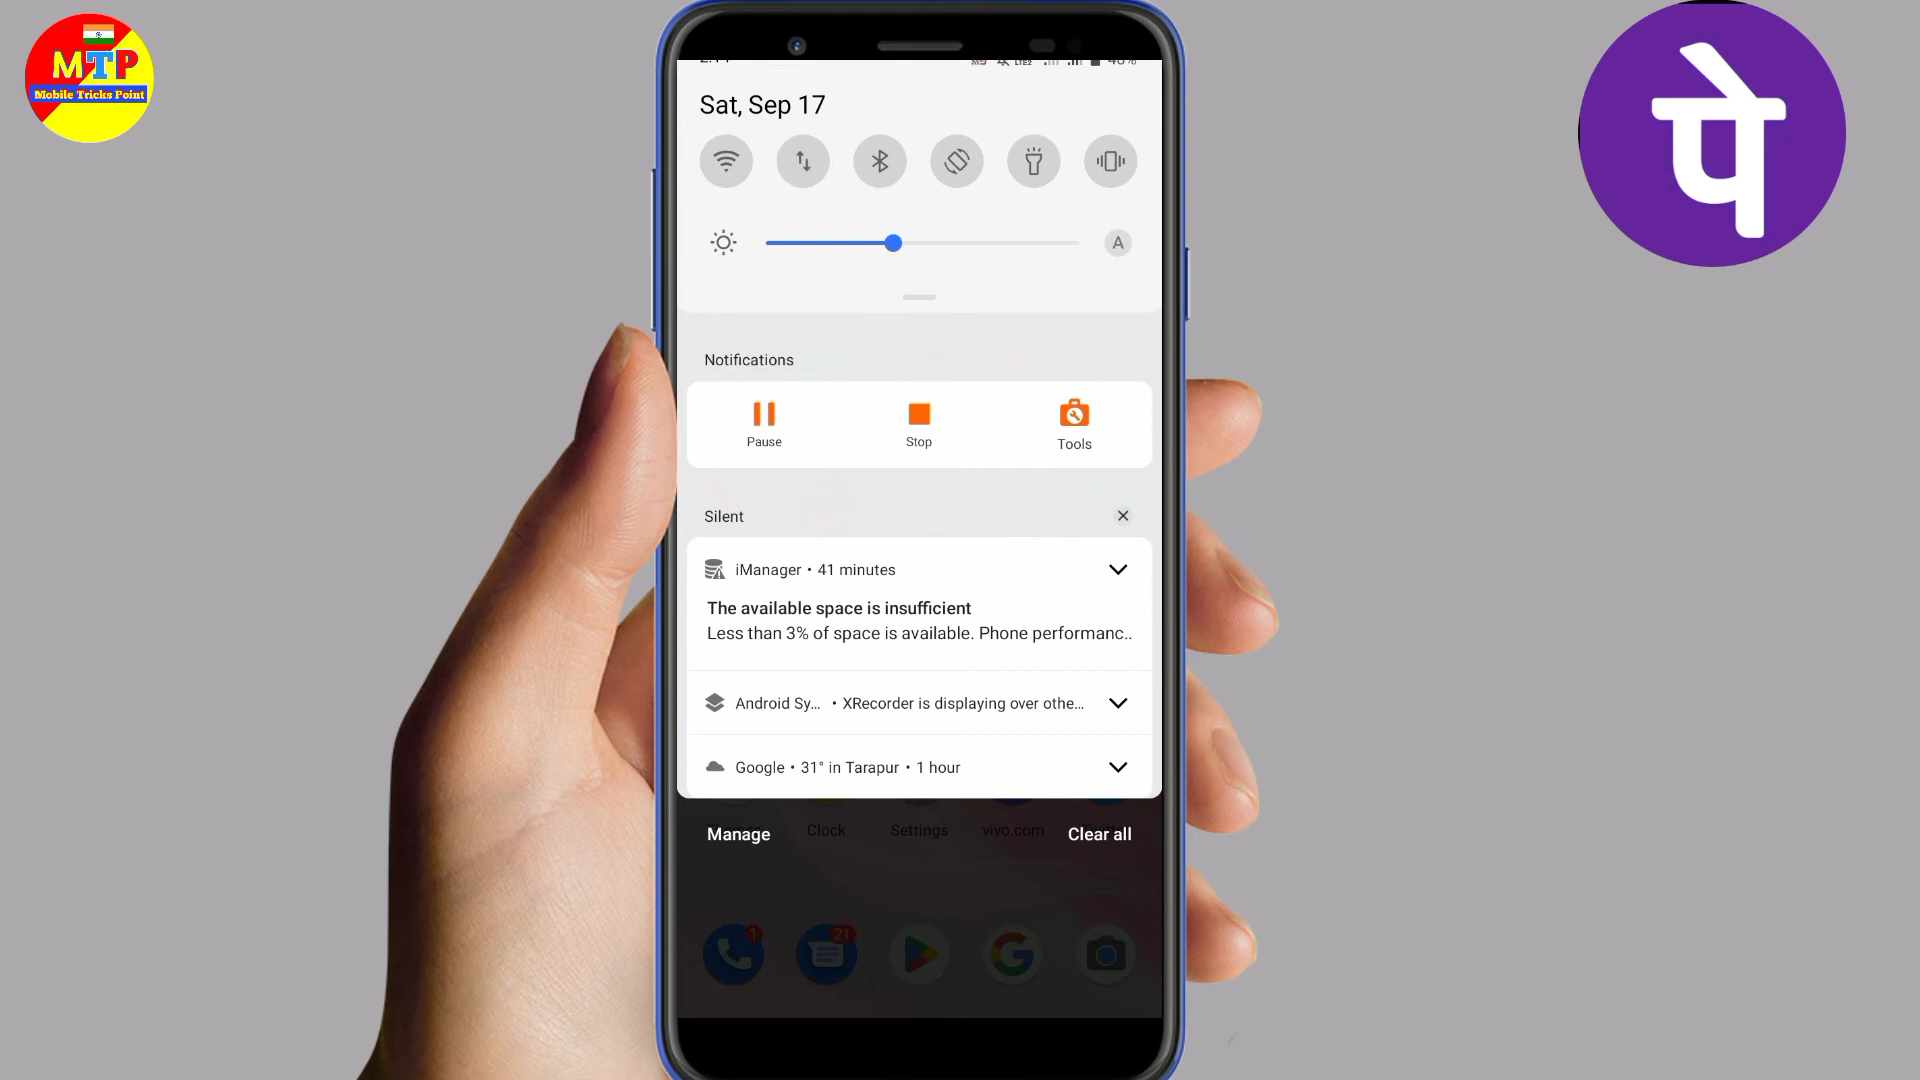 MTP
Mobile Tricks Point
पे
Sat, Sep 17
A
Notifications
Pause
Stop
Tools
Silent
iManager • 41 minutes
The available space is insufficient
Less than 3% of space is available. Phone performanc..
Android Sy... • XRecorder is displaying over othe...
Google • 31° in Tarapur • 1 hour
Manage
Clock
Settings
vivo.com
Clear all
1
21
G